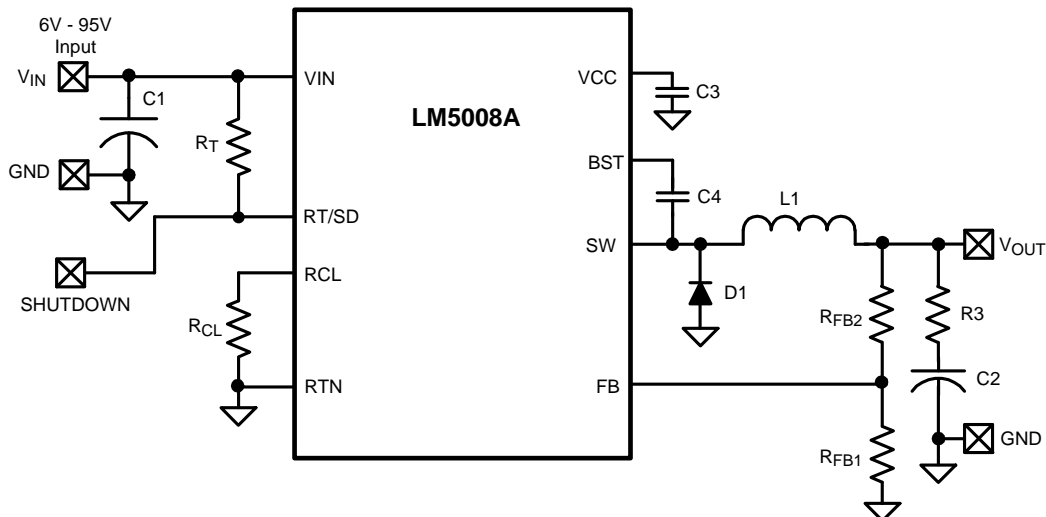 6V - 95V
Input
VIN
C1
GND
RT
SHUTDOWN
RCL
LM5008A
VIN
RT/SD
RCL
RTN
VCC
BST
SW
FB
C3
C4
L1
D1
VOUT
RFB2
R3
C2
GND
RFB1